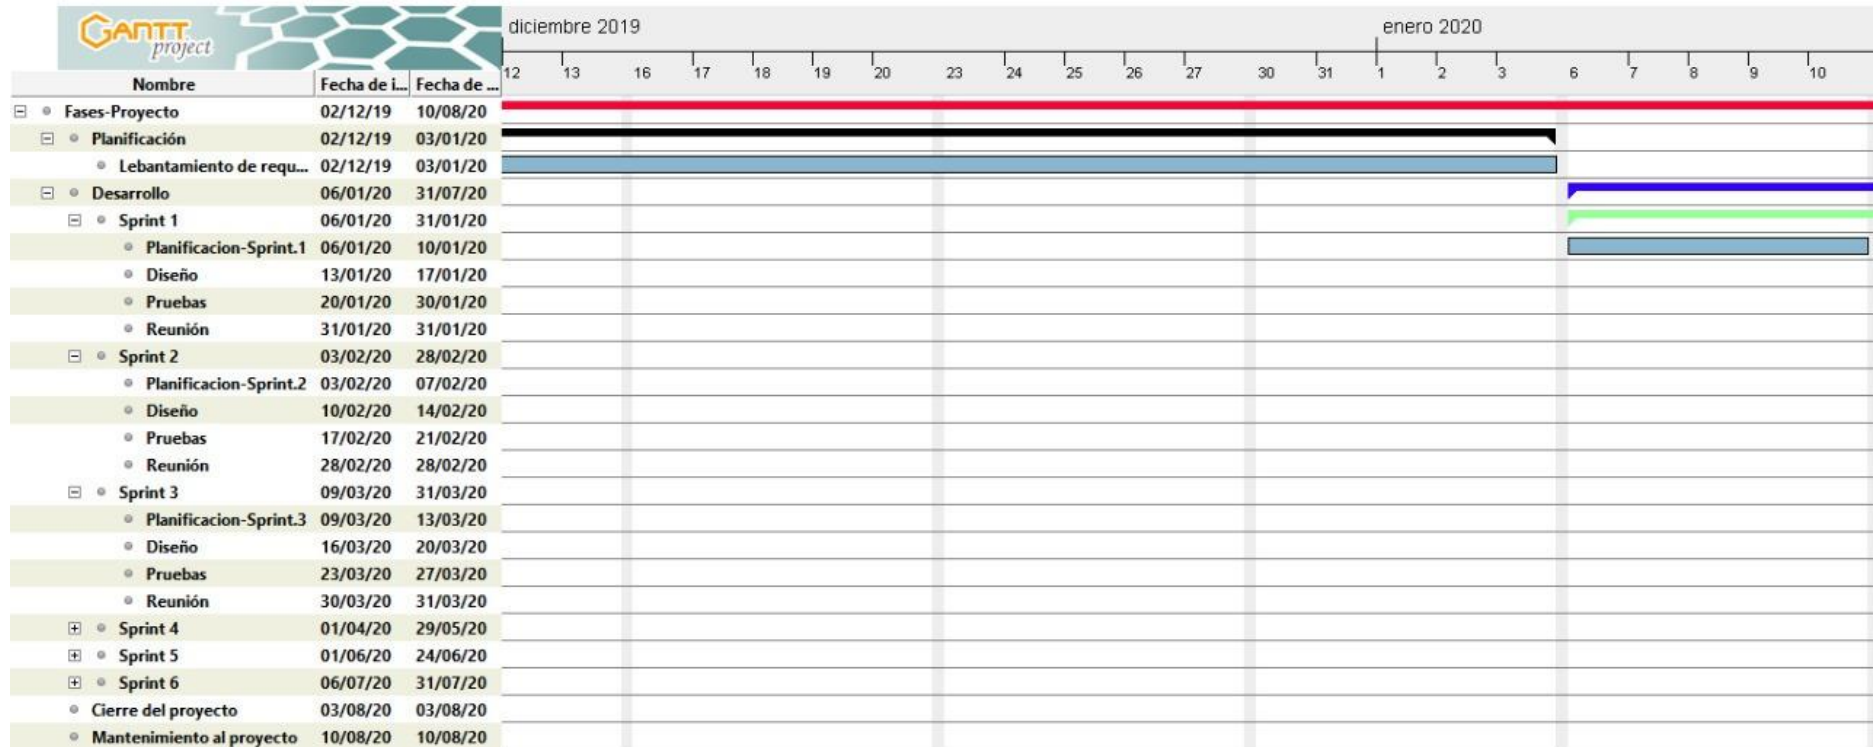 GANTT
project
diciembre 2019 enero 2020
12 13 16 17 18 19 20 23 24 25 26 27 30 31 1 2 3 6 7 8 9 10
Nombre Fecha de i... Fecha de ...
Fases-Proyecto 02/12/19 10/08/20
Planificación 02/12/19 03/01/20
Lebantamiento de requ... 02/12/19 03/01/20
Desarrollo 06/01/20 31/07/20
Sprint 1 06/01/20 31/01/20
Planificacion-Sprint.1 06/01/20 10/01/20
Diseño 13/01/20 17/01/20
Pruebas 20/01/20 30/01/20
Reunión 31/01/20 31/01/20
Sprint 2 03/02/20 28/02/20
Planificacion-Sprint.2 03/02/20 07/02/20
Diseño 10/02/20 14/02/20
Pruebas 17/02/20 21/02/20
Reunión 28/02/20 28/02/20
Sprint 3 09/03/20 31/03/20
Planificacion-Sprint.3 09/03/20 13/03/20
Diseño 16/03/20 20/03/20
Pruebas 23/03/20 27/03/20
Reunión 30/03/20 31/03/20
Sprint 4 01/04/20 29/05/20
Sprint 5 01/06/20 24/06/20
Sprint 6 06/07/20 31/07/20
Cierre del proyecto 03/08/20 03/08/20
Mantenimiento al proyecto 10/08/20 10/08/20